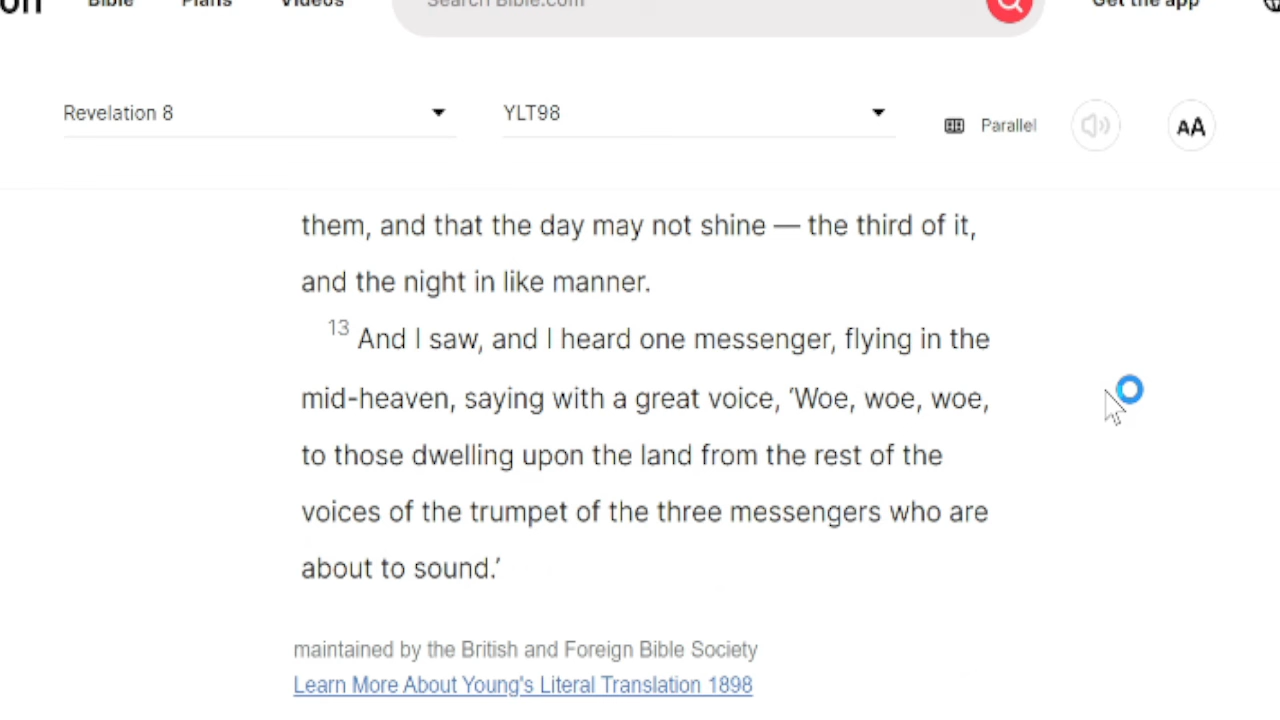 on Bible Plans Videos Search Bible.com Get the app
Revelation 8 YLT98 Parallel AA
them, and that the day may not shine — the third of it,
and the night in like manner.
13 And I saw, and I heard one messenger, flying in the
mid-heaven, saying with a great voice, ‘Woe, woe, woe,
to those dwelling upon the land from the rest of the
voices of the trumpet of the three messengers who are
about to sound.’
maintained by the British and Foreign Bible Society
Learn More About Young's Literal Translation 1898